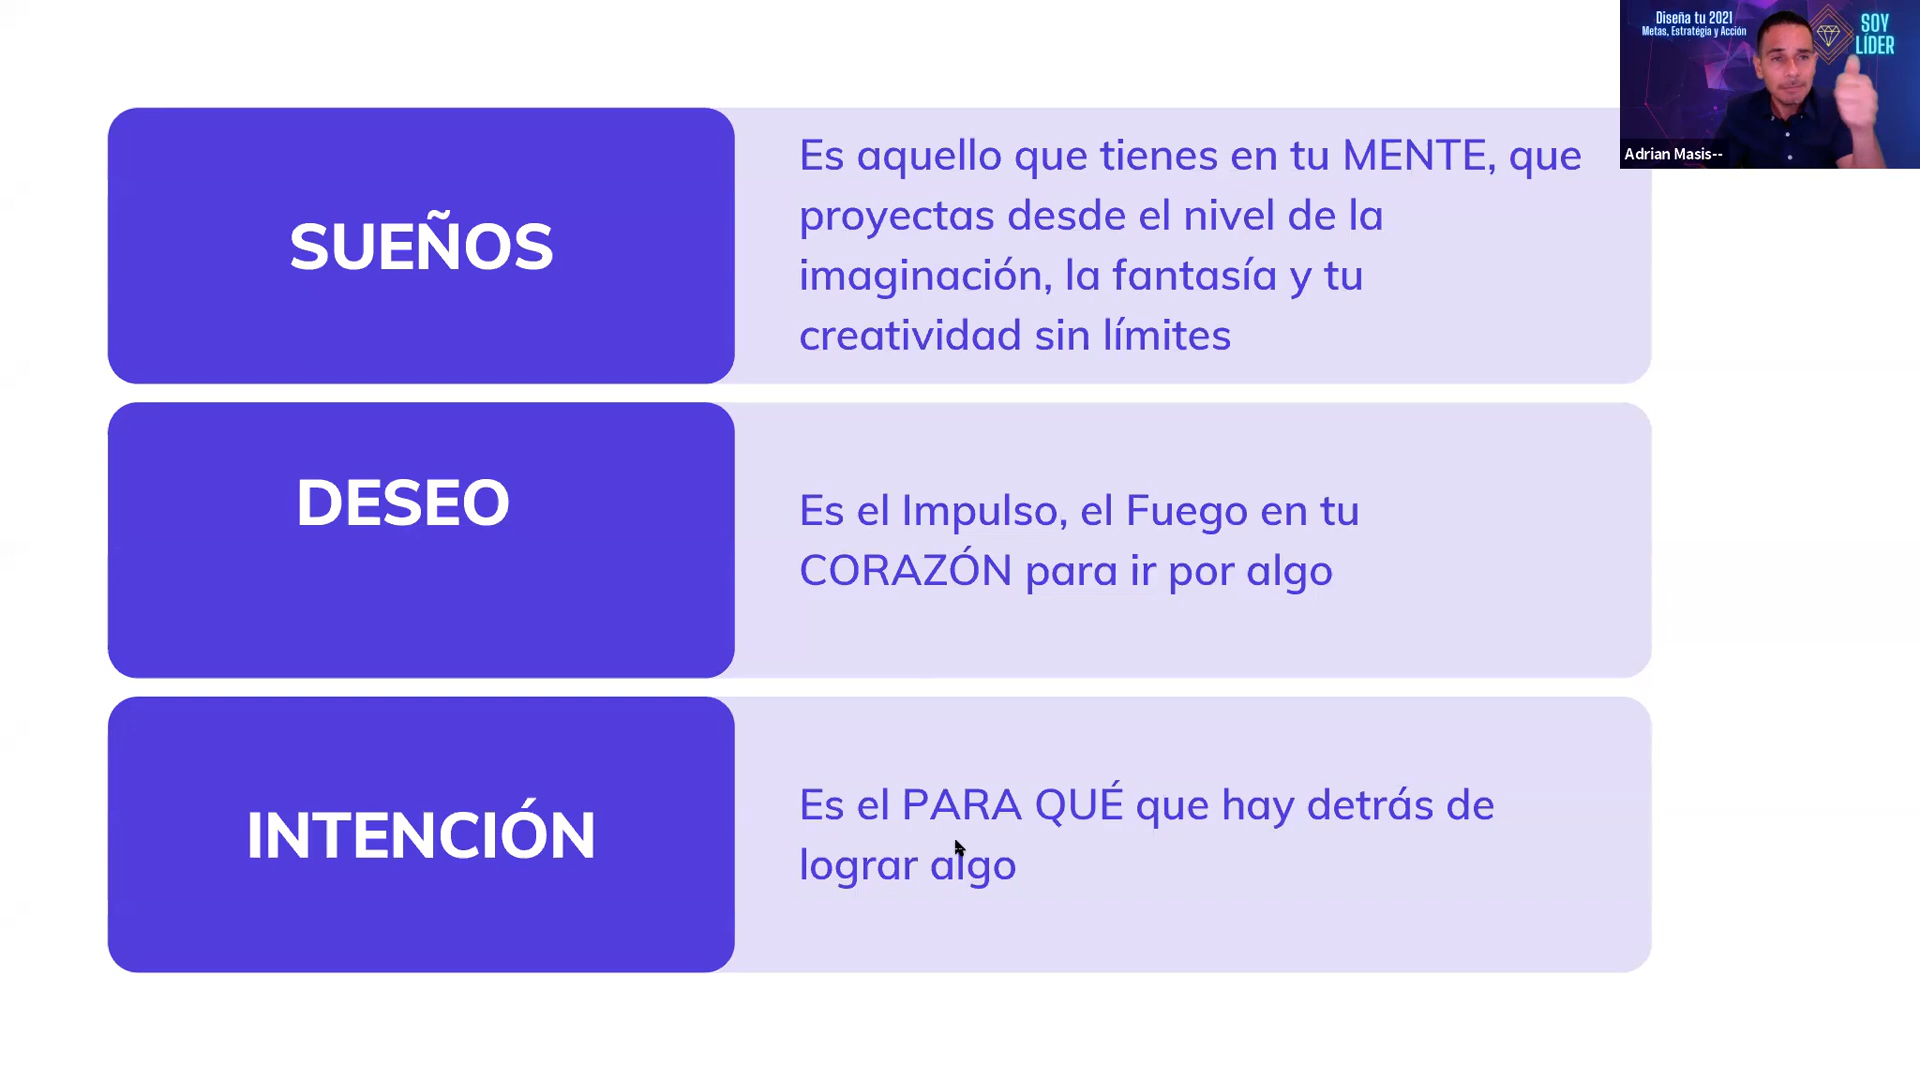 Diseña tu 2021
Metas, Estratégia y Acción
SOY
LÍDER
Adrian Masis--
SUEÑOS
Es aquello que tienes en tu MENTE, que
proyectas desde el nivel de la
imaginación, la fantasía y tu
creatividad sin límites
DESEO
Es el Impulso, el Fuego en tu
CORAZÓN para ir por algo
INTENCIÓN
Es el PARA QUÉ que hay detrás de
lograr algo